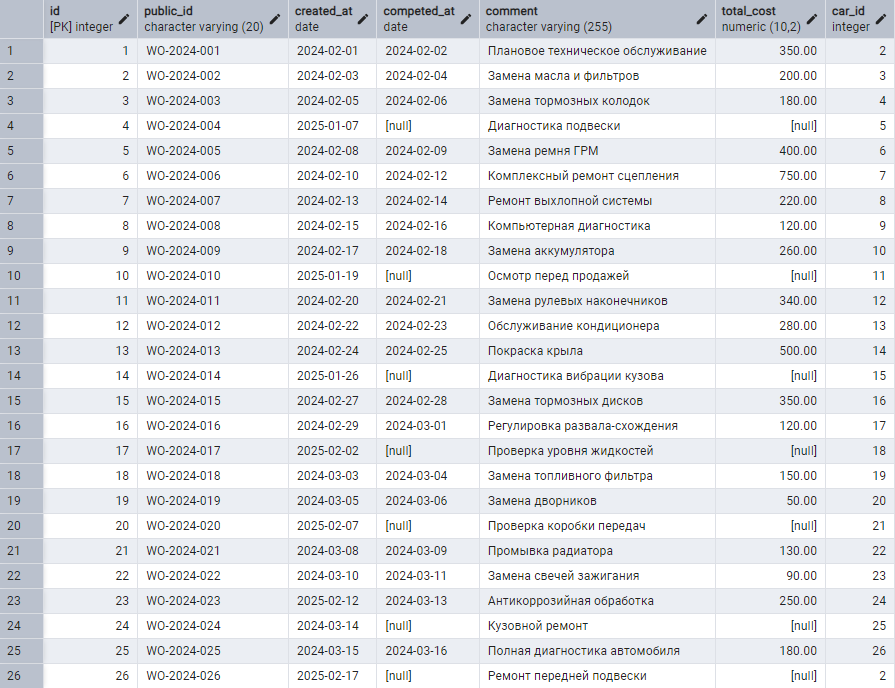 id public_id created_at competed_at comment total_cost car_id
[PK] integer character varying (20) date date character varying (255) numeric (10,2) integer
1 1 WO-2024-001 2024-02-01 2024-02-02 Плановое техническое обслуживание 350.00 2
2 2 WO-2024-002 2024-02-03 2024-02-04 Замена масла и фильтров 200.00 3
3 3 WO-2024-003 2024-02-05 2024-02-06 Замена тормозных колодок 180.00 4
4 4 WO-2024-004 2025-01-07 [null] Диагностика подвески [null] 5
5 5 WO-2024-005 2024-02-08 2024-02-09 Замена ремня ГРМ 400.00 6
6 6 WO-2024-006 2024-02-10 2024-02-12 Комплексный ремонт сцепления 750.00 7
7 7 WO-2024-007 2024-02-13 2024-02-14 Ремонт выхлопной системы 220.00 8
8 8 WO-2024-008 2024-02-15 2024-02-16 Компьютерная диагностика 120.00 9
9 9 WO-2024-009 2024-02-17 2024-02-18 Замена аккумулятора 260.00 10
10 10 WO-2024-010 2025-01-19 [null] Осмотр перед продажей [null] 11
11 11 WO-2024-011 2024-02-20 2024-02-21 Замена рулевых наконечников 340.00 12
12 12 WO-2024-012 2024-02-22 2024-02-23 Обслуживание кондиционера 280.00 13
13 13 WO-2024-013 2024-02-24 2024-02-25 Покраска крыла 500.00 14
14 14 WO-2024-014 2025-01-26 [null] Диагностика вибрации кузова [null] 15
15 15 WO-2024-015 2024-02-27 2024-02-28 Замена тормозных дисков 350.00 16
16 16 WO-2024-016 2024-02-29 2024-03-01 Регулировка развала-схождения 120.00 17
17 17 WO-2024-017 2025-02-02 [null] Проверка уровня жидкостей [null] 18
18 18 WO-2024-018 2024-03-03 2024-03-04 Замена топливного фильтра 150.00 19
19 19 WO-2024-019 2024-03-05 2024-03-06 Замена дворников 50.00 20
20 20 WO-2024-020 2025-02-07 [null] Проверка коробки передач [null] 21
21 21 WO-2024-021 2024-03-08 2024-03-09 Промывка радиатора 130.00 22
22 22 WO-2024-022 2024-03-10 2024-03-11 Замена свечей зажигания 90.00 23
23 23 WO-2024-023 2025-02-12 2024-03-13 Антикоррозийная обработка 250.00 24
24 24 WO-2024-024 2024-03-14 [null] Кузовной ремонт [null] 25
25 25 WO-2024-025 2024-03-15 2024-03-16 Полная диагностика автомобиля 180.00 26
26 26 WO-2024-026 2025-02-17 [null] Ремонт передней подвески [null] 2